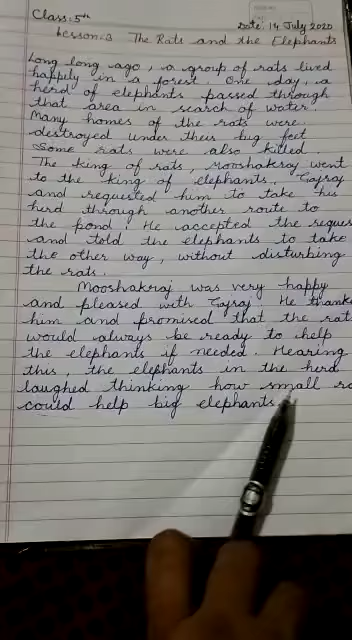 Class:5th
Date: 14 July 2020
Lesson:3 The Rats and the Elephants
Long long ago, a group of rats lived
happily in a forest. One day, a
herd of elephants passed through
that area in search of water.
Many homes of the rats were
destroyed under their big feet
Some rats were also killed.
The king of rats, Mooshakraj went
to the king of elephants. Gajraj
and requested him to take his
herd through another route to
the pond. He accepted the reques
and told the elephants to take
the other way, without disturbing
the rats.
Mooshakraj was very happy
and pleased with Gajraj. He thanke
him and promised that the rat
would always be ready to help
the elephants if needed. Hearing
this, the elephants in the herd
laughed thinking how small ra
could help big elephants.